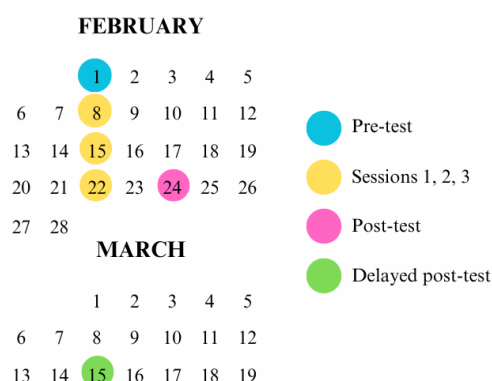 FEBRUARY
1 2 3 4 5
6 7 8 9 10 11 12
13 14 15 16 17 18 19
20 21 22 23 24 25 26
27 28
MARCH
1 2 3 4 5
6 7 8 9 10 11 12
13 14 15 16 17 18 19
Pre-test
Sessions 1, 2, 3
Post-test
Delayed post-test